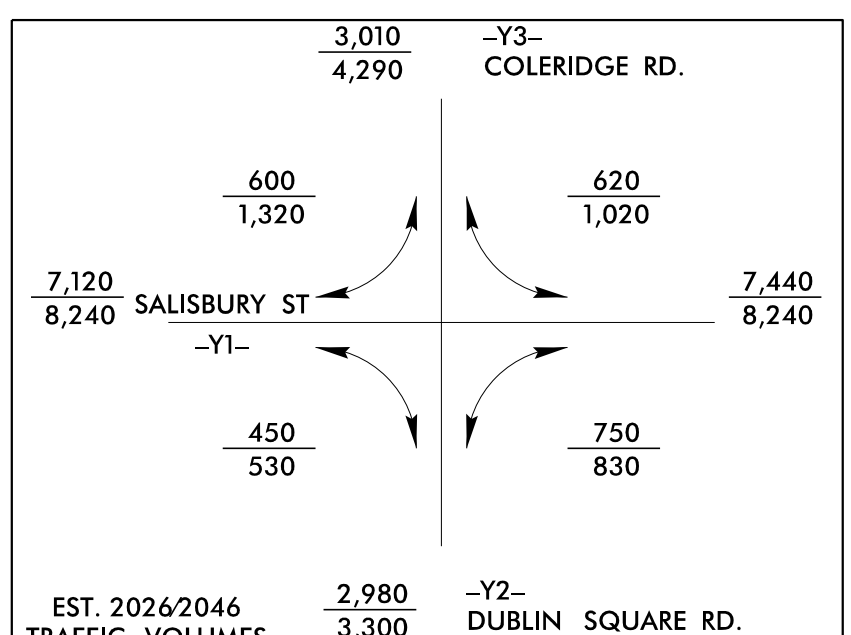 3,010
4,290
–Y3–
COLERIDGE RD.
600
1,320
620
1,020
7,120
8,240
SALISBURY ST
–Y1–
7,440
8,240
450
530
750
830
EST. 2026/2046
TRAFFIC VOLUMES
2,980
3,300
–Y2–
DUBLIN SQUARE RD.